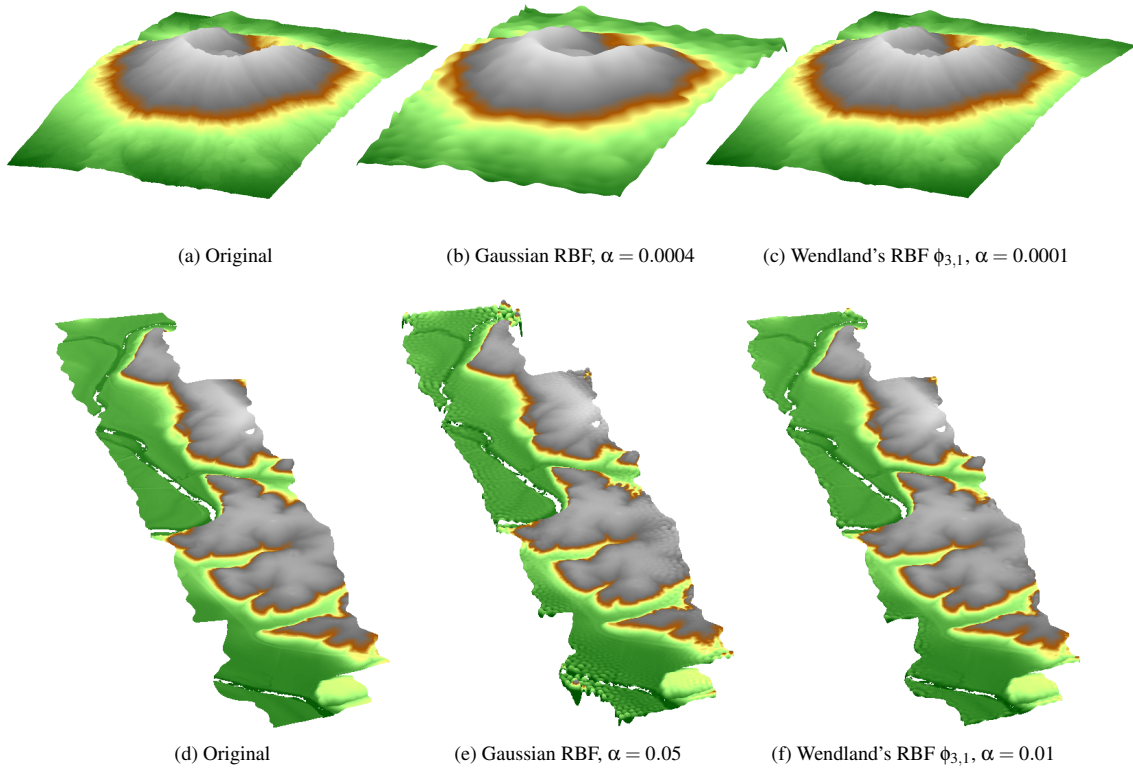 (a) Original
(b) Gaussian RBF, α = 0.0004
(c) Wendland's RBF ϕ3,1, α = 0.0001
(d) Original
(e) Gaussian RBF, α = 0.05
(f) Wendland's RBF ϕ3,1, α = 0.01